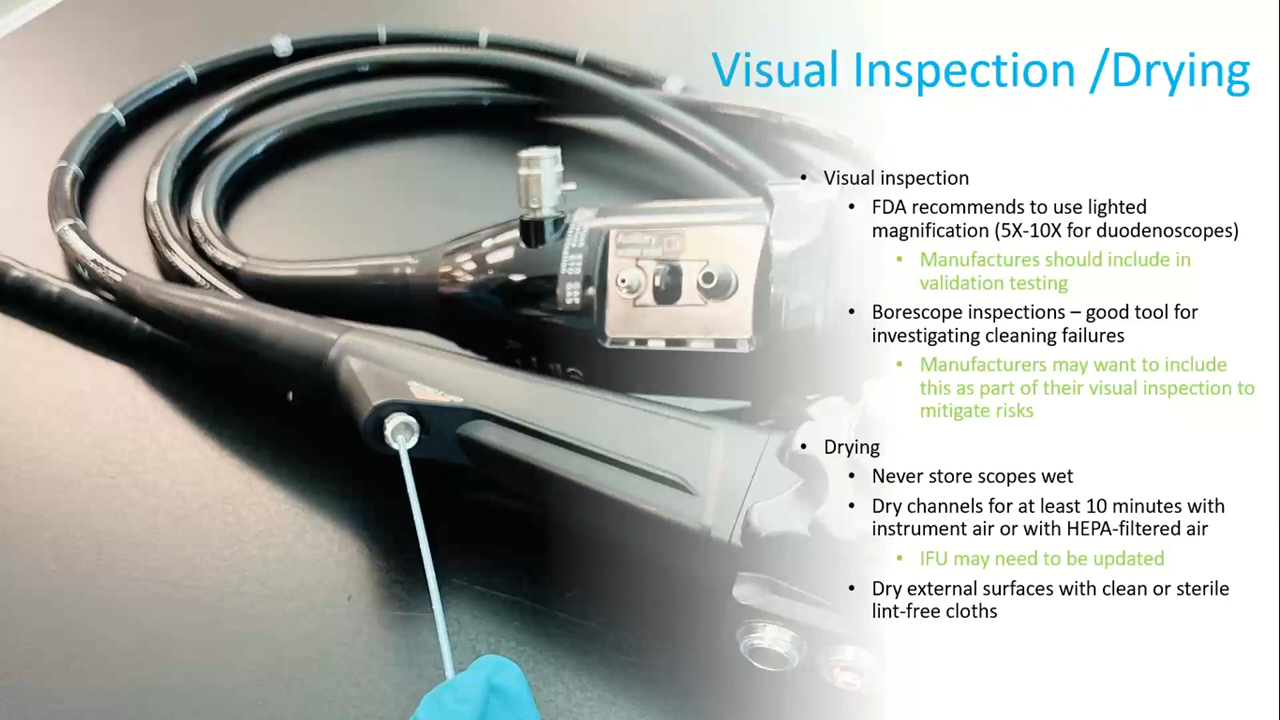 Visual Inspection /Drying
• Visual inspection
• FDA recommends to use lighted
magnification (5X-10X for duodenoscopes)
• Manufactures should include in
validation testing
• Borescope inspections – good tool for
investigating cleaning failures
• Manufacturers may want to include
this as part of their visual inspection to
mitigate risks
• Drying
• Never store scopes wet
• Dry channels for at least 10 minutes with
instrument air or with HEPA-filtered air
• IFU may need to be updated
• Dry external surfaces with clean or sterile
lint-free cloths